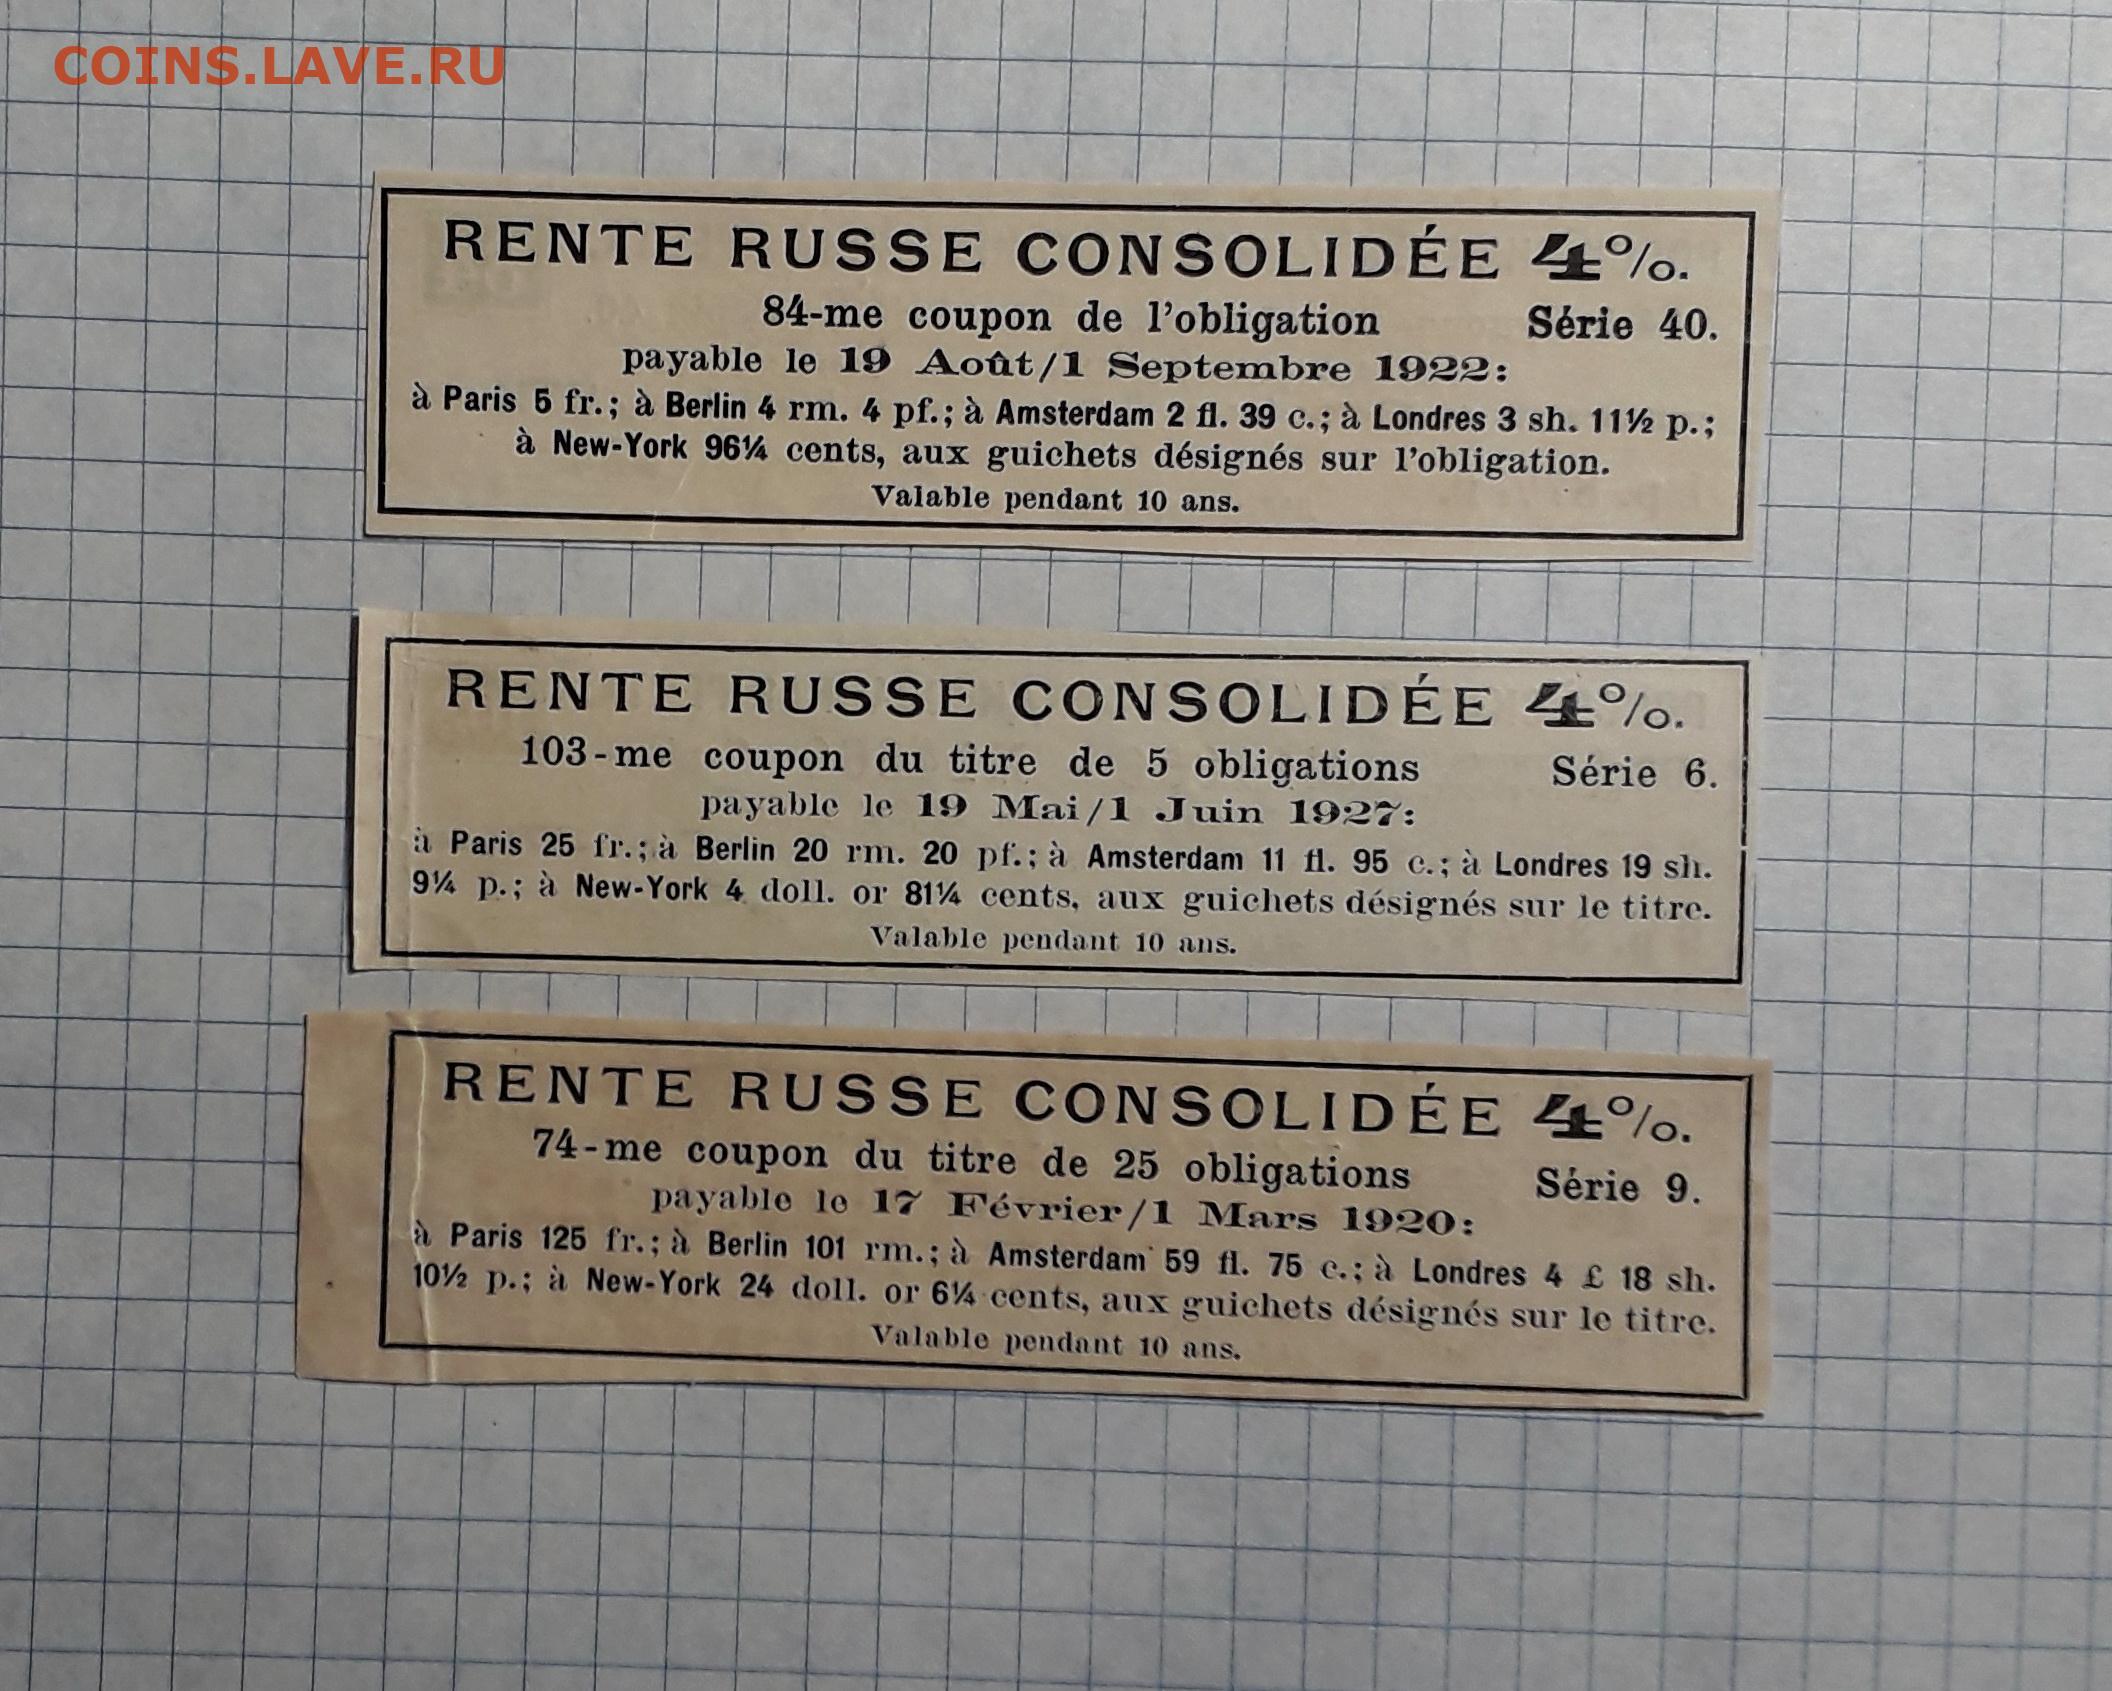 COINS.LAVE.RU
RENTE RUSSE CONSOLIDÉE 4%.
84-me coupon de l'obligation Série 40.
payable le 19 Août/1 Septembre 1922:
à Paris 5 fr.; à Berlin 4 rm. 4 pf.; à Amsterdam 2 fl. 39 c.; à Londres 3 sh. 11½ p.;
à New-York 96¼ cents, aux guichets désignés sur l'obligation.
Valable pendant 10 ans.
RENTE RUSSE CONSOLIDÉE 4%.
103-me coupon du titre de 5 obligations Série 6.
payable le 19 Mai/1 Juin 1927:
à Paris 25 fr.; à Berlin 20 rm. 20 pf.; à Amsterdam 11 fl. 95 c.; à Londres 19 sh.
9¼ p.; à New-York 4 doll. or 81¼ cents, aux guichets désignés sur le titre.
Valable pendant 10 ans.
RENTE RUSSE CONSOLIDÉE 4%.
74-me coupon du titre de 25 obligations Série 9.
payable le 17 Février/1 Mars 1920:
à Paris 125 fr.; à Berlin 101 rm.; à Amsterdam 59 fl. 75 c.; à Londres 4 £ 18 sh.
10½ p.; à New-York 24 doll. or 6¼ cents, aux guichets désignés sur le titre.
Valable pendant 10 ans.